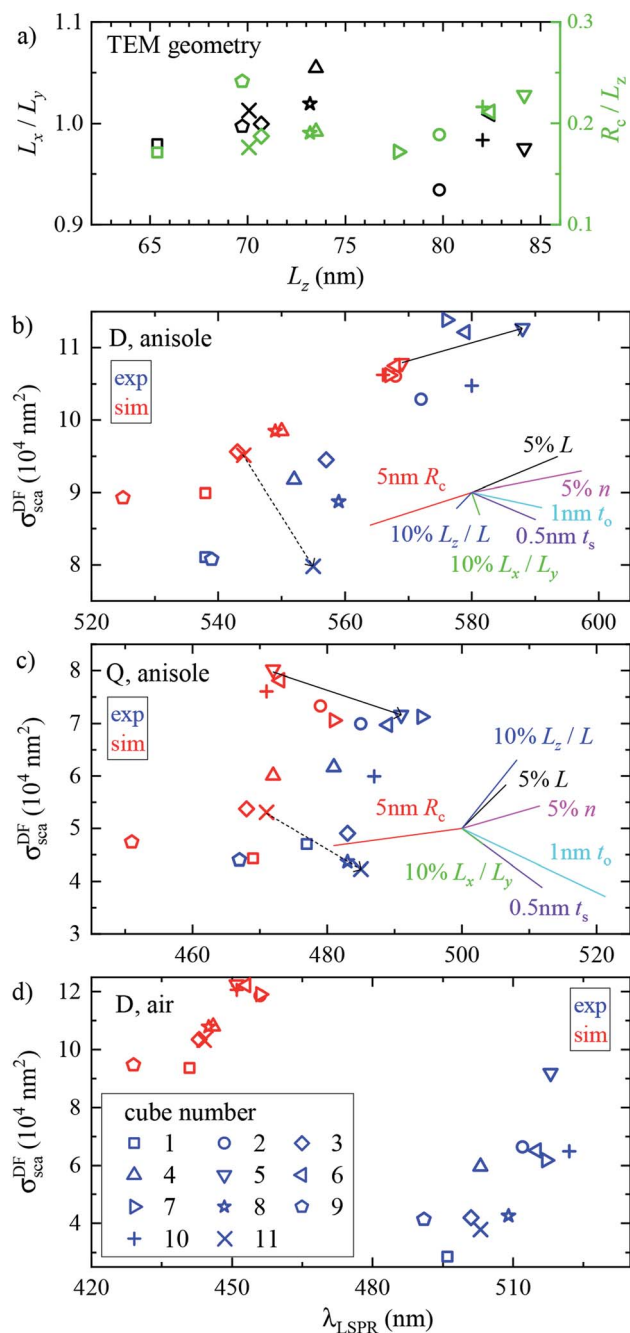 a)
TEM geometry
1.1
1.0
0.9
L_x / L_y
0.3
0.2
0.1
R_c / L_z
65 70 75 80 85
L_z (nm)
b)
D, anisole
exp
sim
11
10
9
8
σ_sca^DF (10^4 nm^2)
5% L
5nm R_c
5% n
1nm t_o
10% L_z / L
0.5nm t_s
10% L_x / L_y
520 540 560 580 600
c)
Q, anisole
exp
sim
8
7
6
5
4
3
σ_sca^DF (10^4 nm^2)
10% L_z / L
5% L
5nm R_c
5% n
1nm t_o
10% L_x / L_y
0.5nm t_s
460 480 500 520
d)
D, air
exp
sim
12
10
8
6
4
σ_sca^DF (10^4 nm^2)
cube number
1 2 3
4 5 6
7 8 9
10 11
420 450 480 510
λ_LSPR (nm)